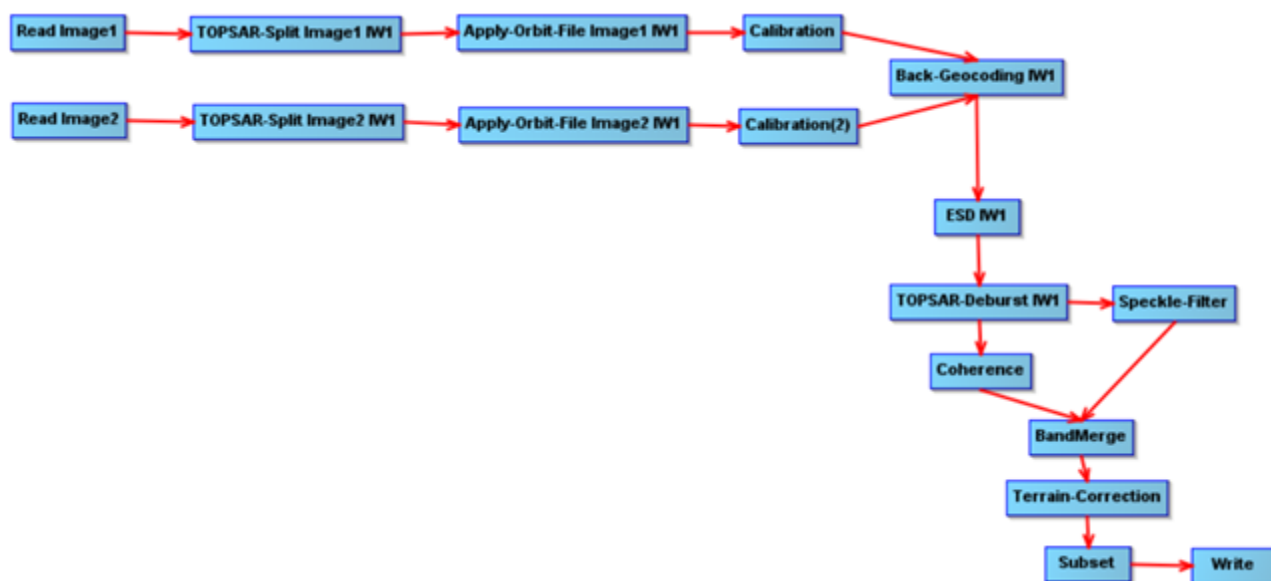 Read Image1
TOPSAR-Split Image1 IW1
Apply-Orbit-File Image1 IW1
Calibration
Back-Geocoding IW1
Read Image2
TOPSAR-Split Image2 IW1
Apply-Orbit-File Image2 IW1
Calibration(2)
ESD IW1
TOPSAR-Deburst IW1
Speckle-Filter
Coherence
BandMerge
Terrain-Correction
Subset
Write